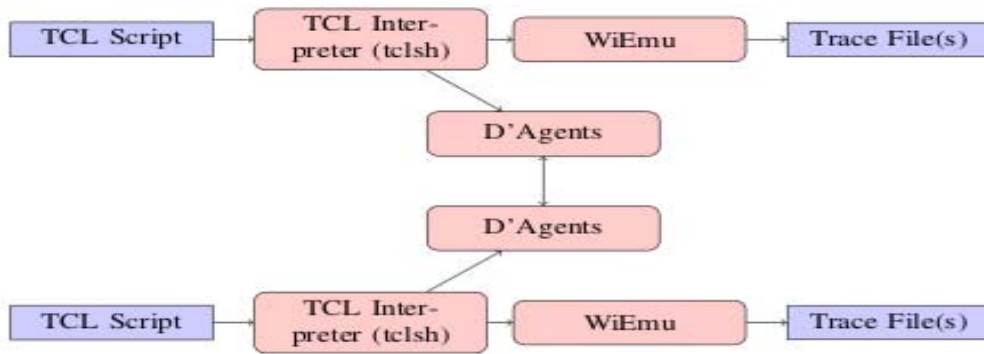 TCL Script
TCL Inter-
preter (tclsh)
WiEmu
Trace File(s)
D'Agents
D'Agents
TCL Script
TCL Inter-
preter (tclsh)
WiEmu
Trace File(s)